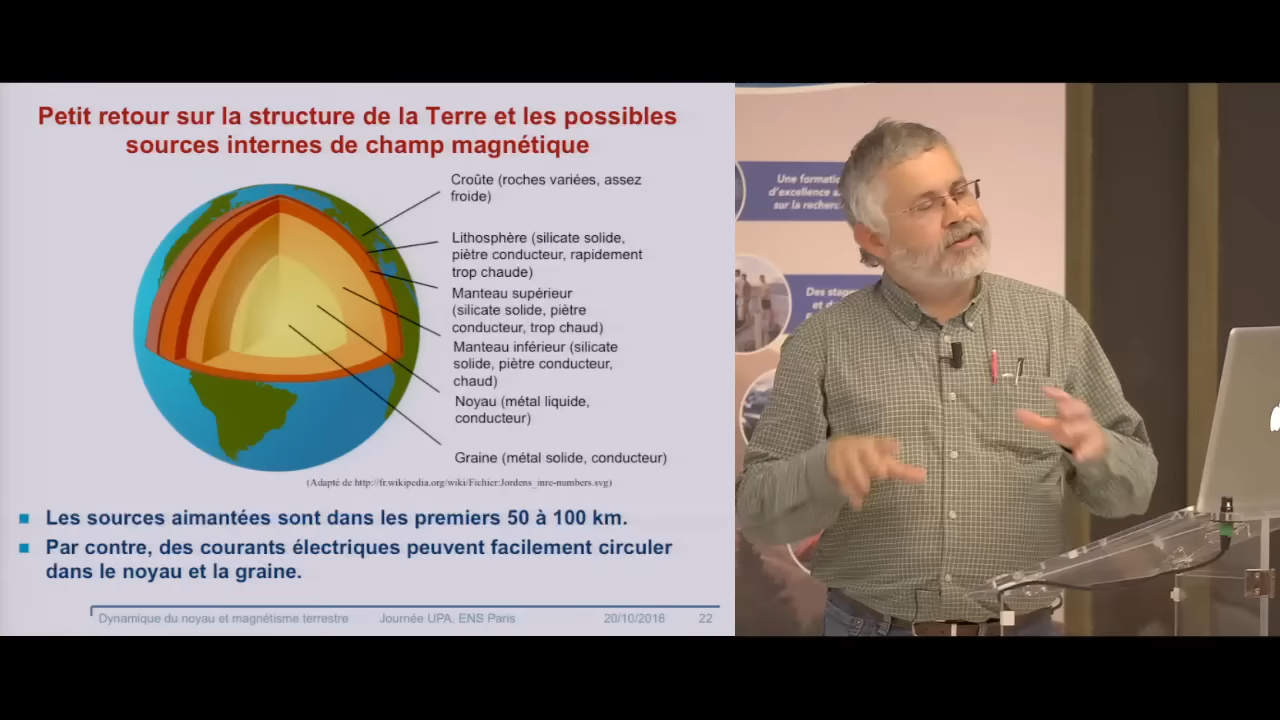 Petit retour sur la structure de la Terre et les possibles
sources internes de champ magnétique
Croûte (roches variées, assez
froide)
Lithosphère (silicate solide,
piètre conducteur, rapidement
trop chaude)
Manteau supérieur
(silicate solide, piètre
conducteur, trop chaud)
Manteau inférieur (silicate
solide, piètre conducteur,
chaud)
Noyau (métal liquide,
conducteur)
Graine (métal solide, conducteur)
(Adapté de http://fr.wikipedia.org/wiki/Fichier:Jordens_inre-numbers.svg)
Les sources aimantées sont dans les premiers 50 à 100 km.
Par contre, des courants électriques peuvent facilement circuler
dans le noyau et la graine.
Dynamique du noyau et magnétisme terrestre Journée UPA, ENS Paris 20/10/2016 22
Une formatio
d'excellence a
sur la recher
Des stage
et d